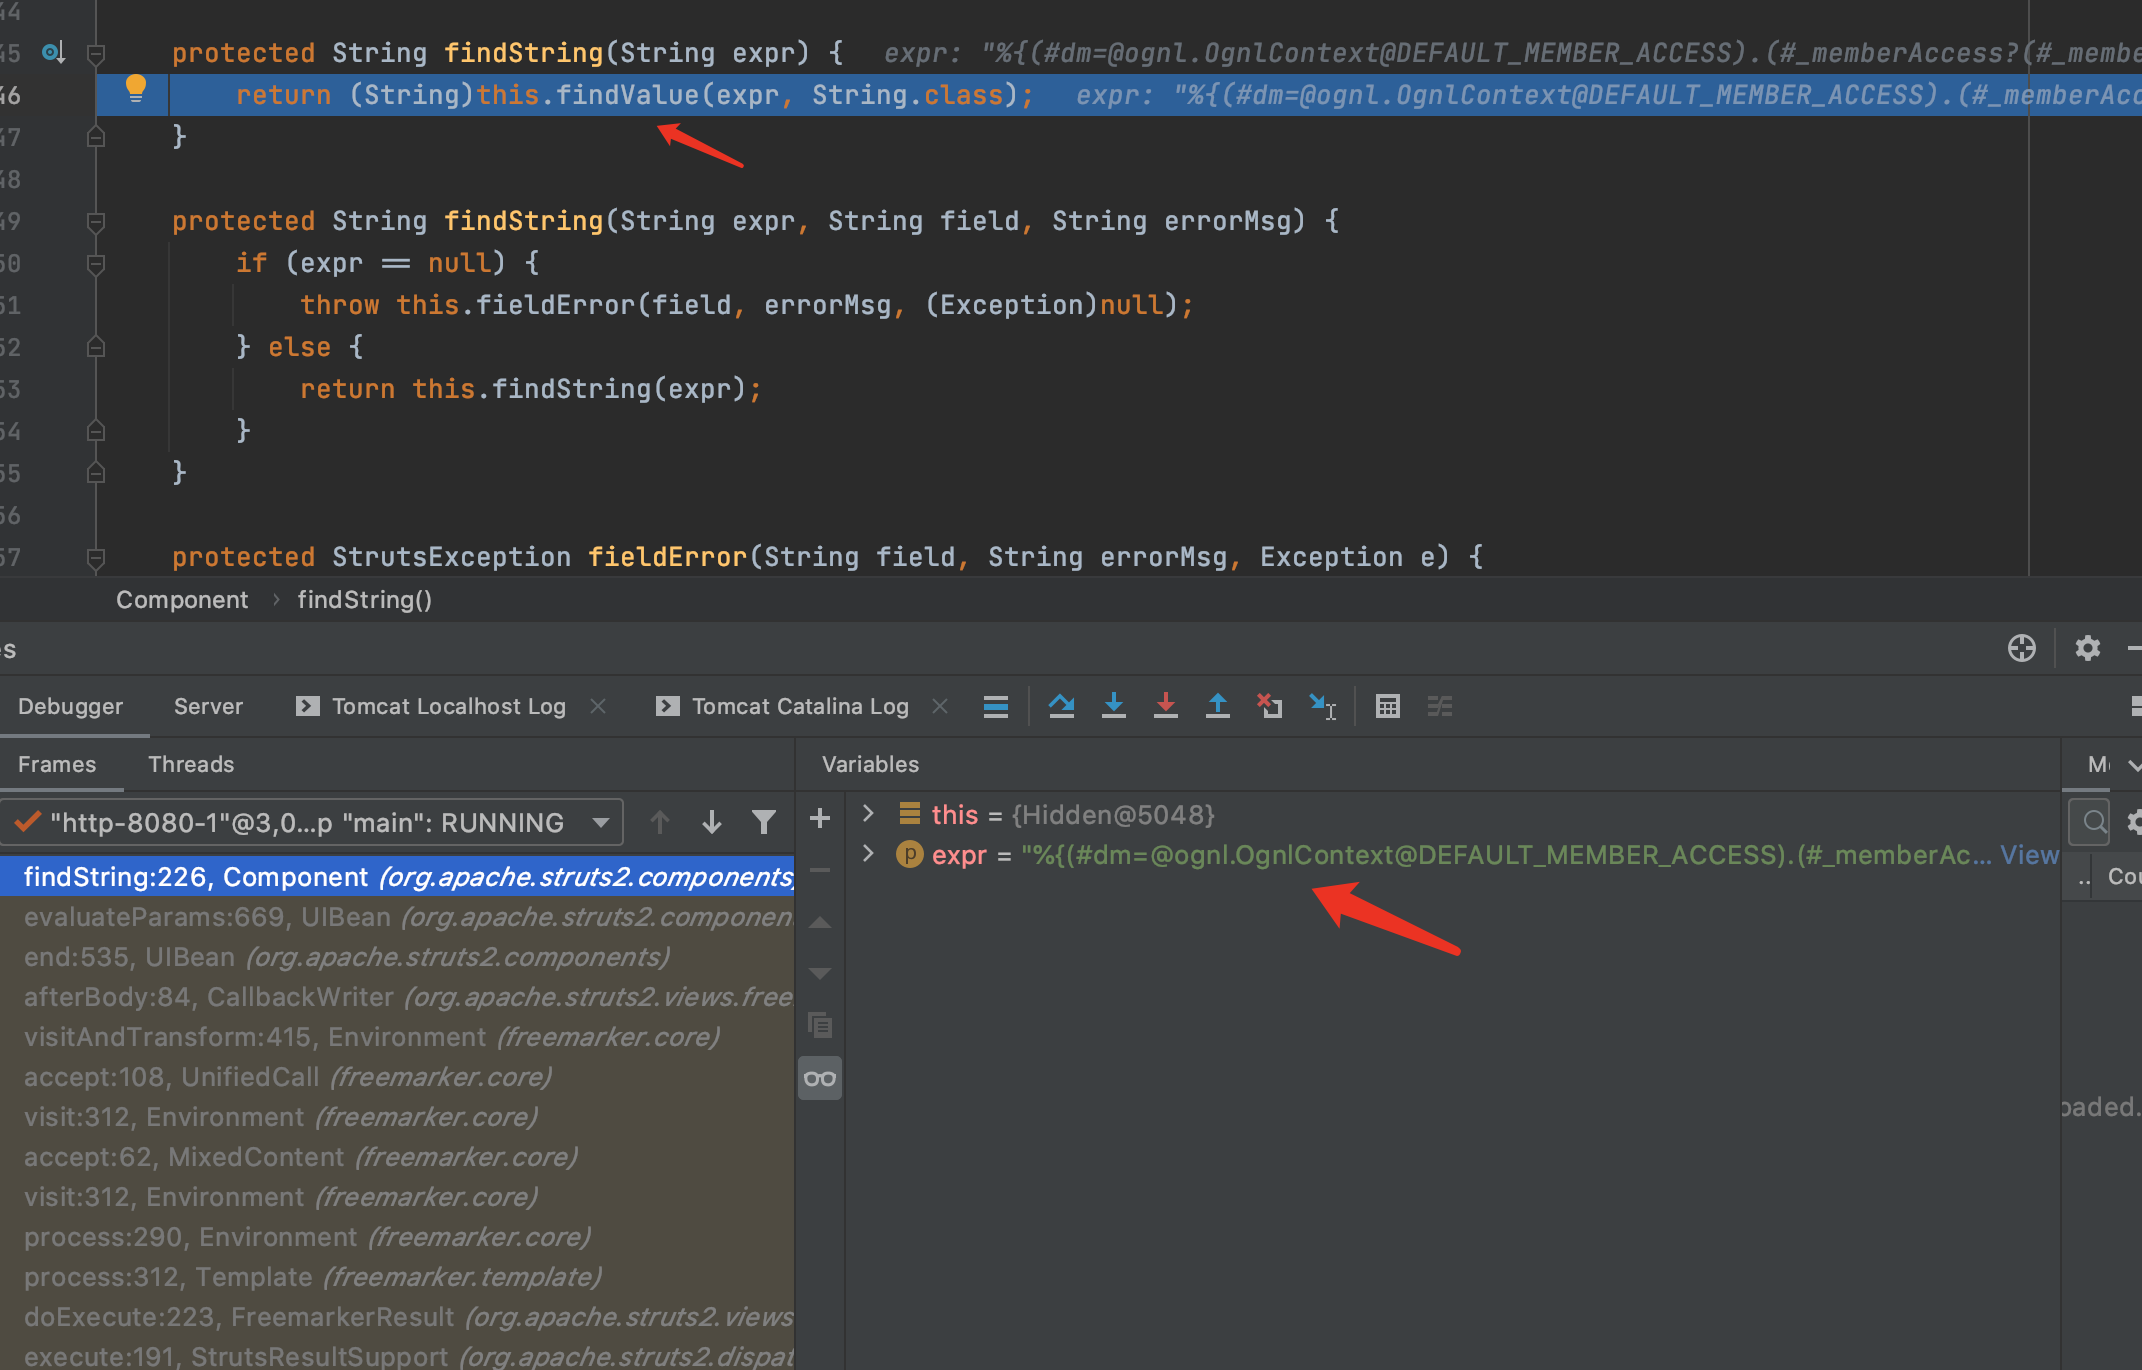 44
45 protected String findString(String expr) { expr: "%{(#dm=@ognl.OgnlContext@DEFAULT_MEMBER_ACCESS).(#_memberAccess?(#_membe
46 return (String)this.findValue(expr, String.class); expr: "%{(#dm=@ognl.OgnlContext@DEFAULT_MEMBER_ACCESS).(#_memberAcc
47 }
48
49 protected String findString(String expr, String field, String errorMsg) {
50 if (expr == null) {
51 throw this.fieldError(field, errorMsg, (Exception)null);
52 } else {
53 return this.findString(expr);
54 }
55 }
56
57 protected StrutsException fieldError(String field, String errorMsg, Exception e) {
Component › findString()
es
Debugger Server Tomcat Localhost Log × Tomcat Catalina Log ×
Frames Threads Variables M
"http-8080-1"@3,0...p "main": RUNNING
this = {Hidden@5048}
expr = "%{(#dm=@ognl.OgnlContext@DEFAULT_MEMBER_ACCESS).(#_memberAc... View
.. Cou
oaded.
findString:226, Component (org.apache.struts2.components)
evaluateParams:669, UIBean (org.apache.struts2.componen
end:535, UIBean (org.apache.struts2.components)
afterBody:84, CallbackWriter (org.apache.struts2.views.free
visitAndTransform:415, Environment (freemarker.core)
accept:108, UnifiedCall (freemarker.core)
visit:312, Environment (freemarker.core)
accept:62, MixedContent (freemarker.core)
visit:312, Environment (freemarker.core)
process:290, Environment (freemarker.core)
process:312, Template (freemarker.template)
doExecute:223, FreemarkerResult (org.apache.struts2.views
execute:191, StrutsResultSupport (org.apache.struts2.dispat